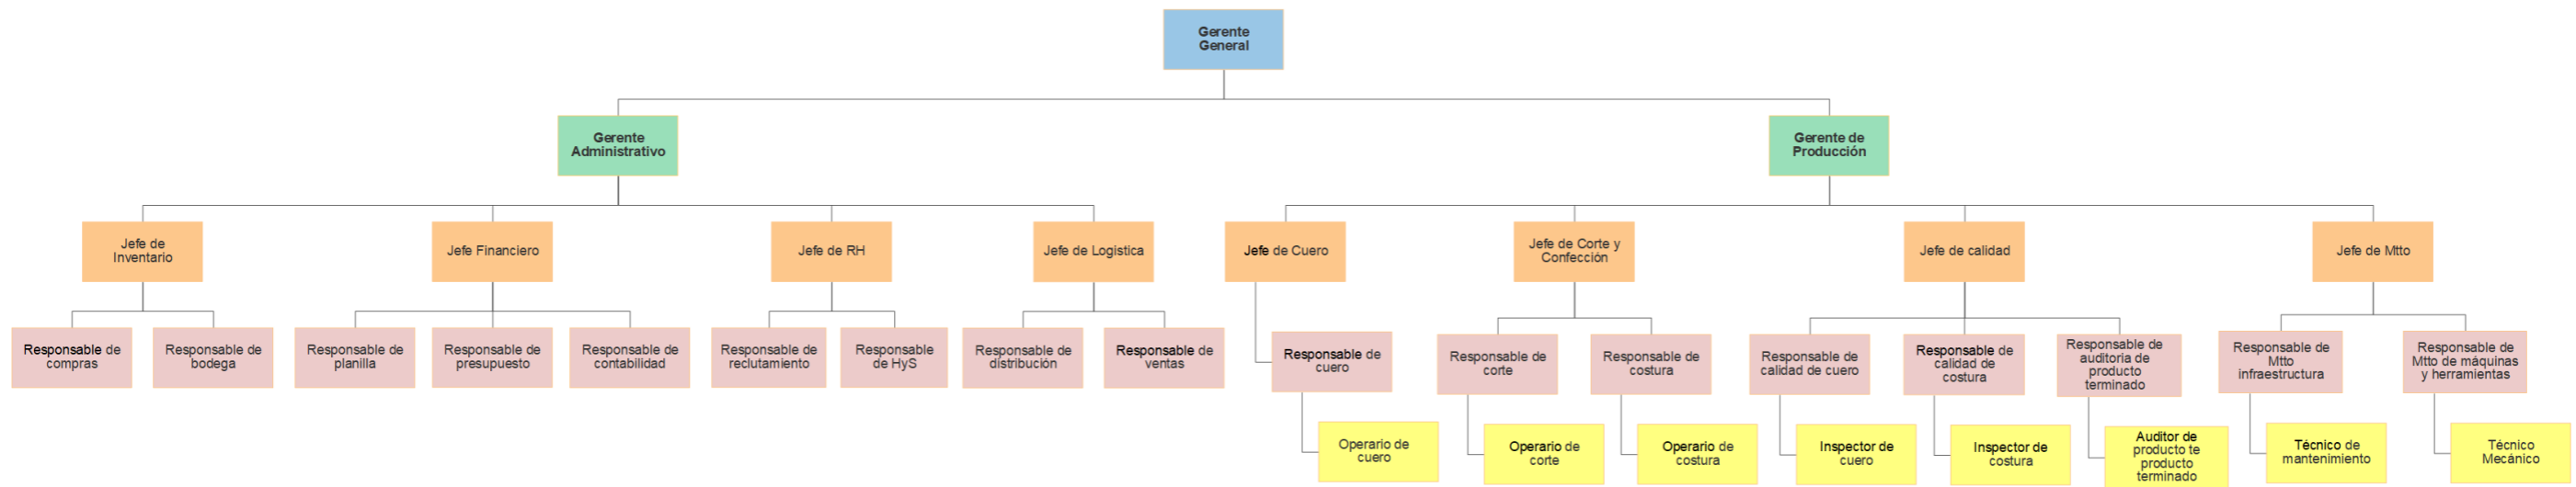 Gerente
General
Gerente
Administrativo
Gerente de
Producción
Jefe de
Inventario
Jefe Financiero
Jefe de RH
Jefe de Logistica
Jefe de Cuero
Jefe de Corte y
Confección
Jefe de calidad
Jefe de Mtto
Responsable de
compras
Responsable de
bodega
Responsable de
planilla
Responsable de
presupuesto
Responsable de
contabilidad
Responsable de
reclutamiento
Responsable
de HyS
Responsable de
distribución
Responsable de
ventas
Responsable de
cuero
Responsable de
corte
Responsable de
costura
Responsable de
calidad de cuero
Responsable de
calidad de
costura
Responsable de
auditoria de
producto
terminado
Responsable de
Mtto
infraestructura
Responsable de
Mtto de máquinas
y herramientas
Operario de
cuero
Operario de
corte
Operario de
costura
Inspector de
cuero
Inspector de
costura
Auditor de
producto te
producto
terminado
Técnico de
mantenimiento
Técnico
Mecánico